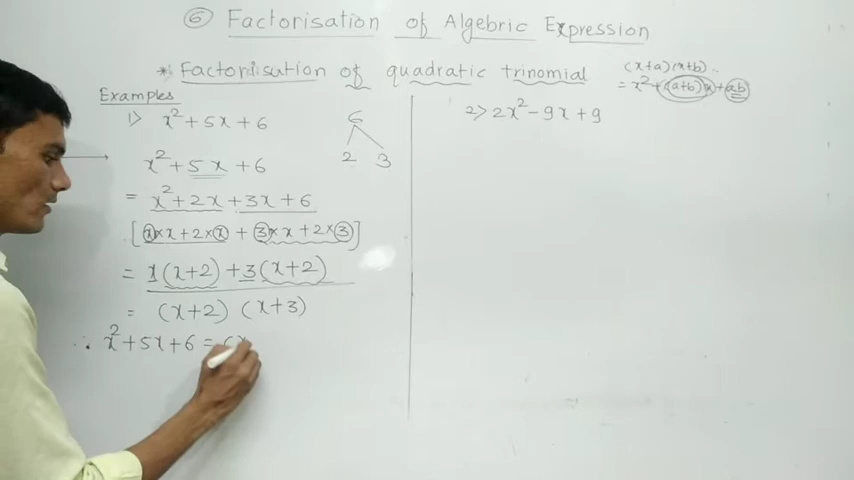 ⑥ Factorisation of Algebric Expression
* Factorisation of quadratic trinomial
(x+a)(x+b)..
= x² + (a+b)x + ab
Examples
1> x² + 5x + 6
6
2 3
x² + 5x + 6
= x² + 2x + 3x + 6
[x×x + 2×x + 3×x + 2×3]
= x(x+2) + 3(x+2)
= (x+2) (x+3)
∴ x² + 5x + 6 = (x
2> 2x² - 9x + 9